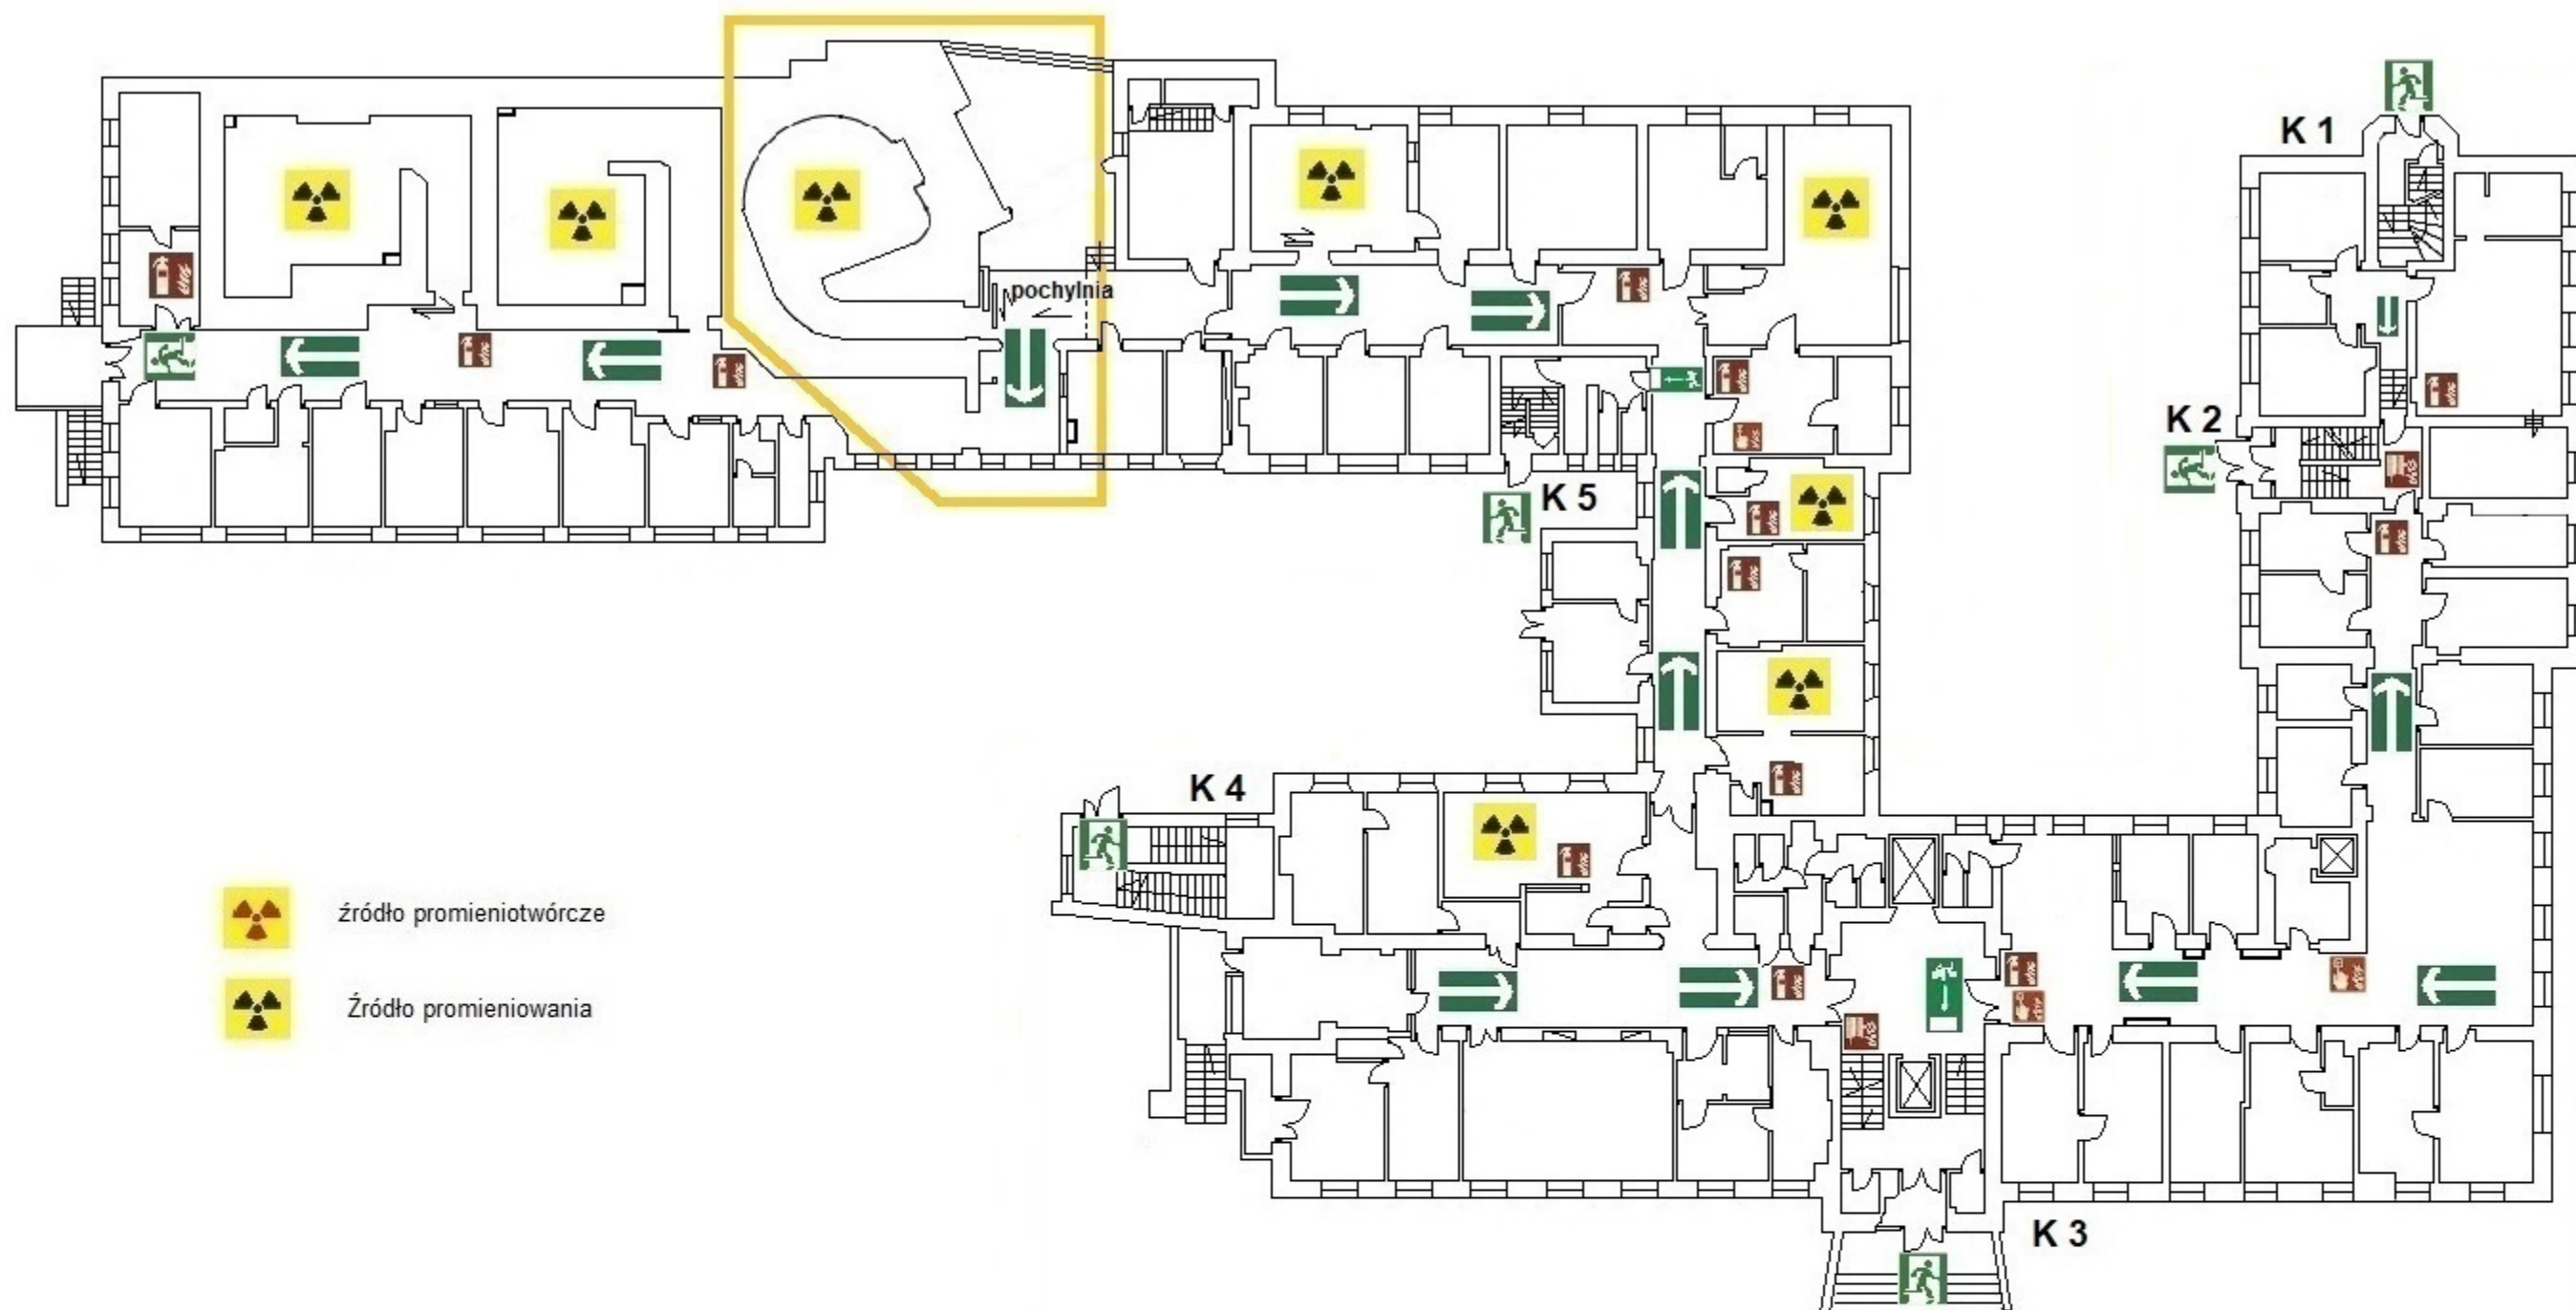 K 1
pochylnia
K 2
K 5
K 4
źródło promieniotwórcze
Źródło promieniowania
K 3